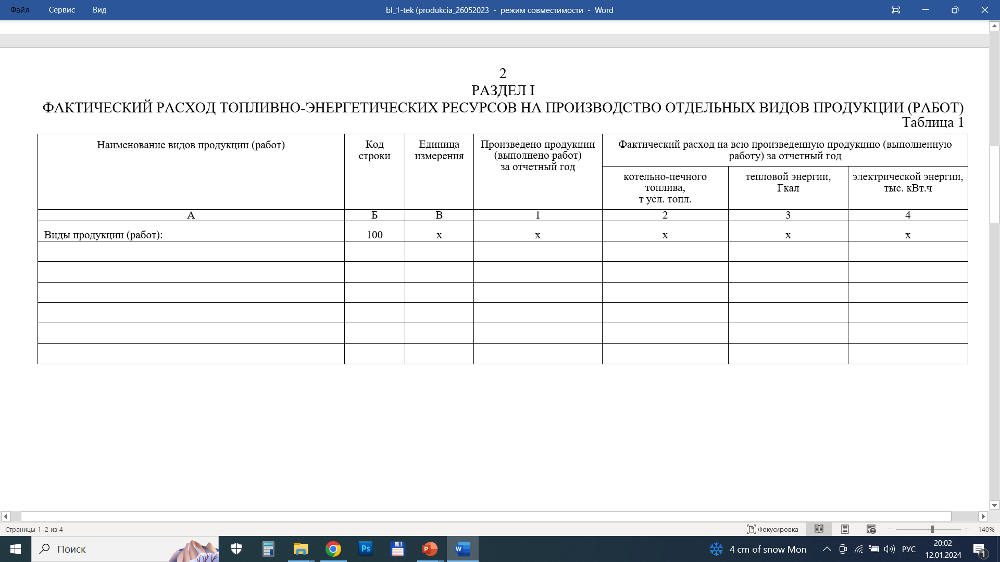 Файл Сервис Вид bl_1-tek (produkcia_26052023 - режим совместимости - Word
2
РАЗДЕЛ I
ФАКТИЧЕСКИЙ РАСХОД ТОПЛИВНО-ЭНЕРГЕТИЧЕСКИХ РЕСУРСОВ НА ПРОИЗВОДСТВО ОТДЕЛЬНЫХ ВИДОВ ПРОДУКЦИИ (РАБОТ)
Таблица 1
Наименование видов продукции (работ)
Код
строки
Единица
измерения
Произведено продукции
(выполнено работ)
за отчетный год
Фактический расход на всю произведенную продукцию (выполненную
работу) за отчетный год
котельно-печного
топлива,
т усл. топл.
тепловой энергии,
Гкал
электрической энергии,
тыс. кВт.ч
А Б В 1 2 3 4
Виды продукции (работ): 100 х х х х х
Страницы 1–2 из 4 Фокусировка 140%
Поиск Ps P W 4 cm of snow Mon РУС
20:02
12.01.2024
1